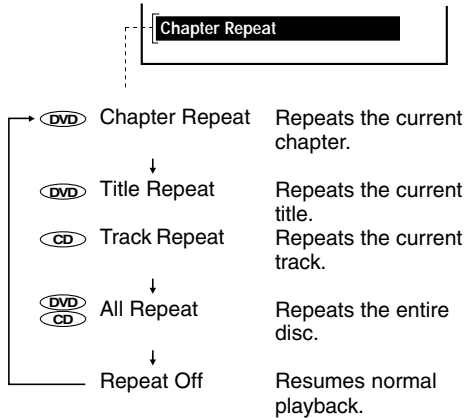 Chapter Repeat
DVD Chapter Repeat Repeats the current
chapter.
DVD Title Repeat Repeats the current
title.
CD Track Repeat Repeats the current
track.
DVD
CD
All Repeat Repeats the entire
disc.
Repeat Off Resumes normal
playback.